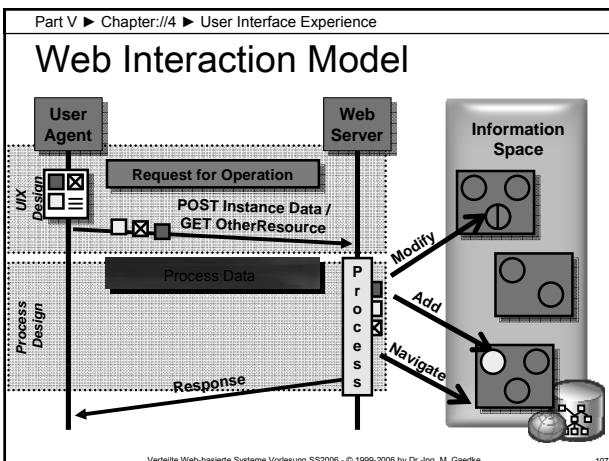 Part V ► Chapter://4 ► User Interface Experience
Web Interaction Model
User
Agent
Web
Server
Information
Space
UIX
Design
Request for Operation
POST Instance Data /
GET OtherResource
Modify
Process
Design
Process Data
Process
Add
Navigate
Response
Verteilte Web-basierte Systeme Vorlesung SS2006 - © 1999-2006 by Dr.-Ing. M. Gaedke
107